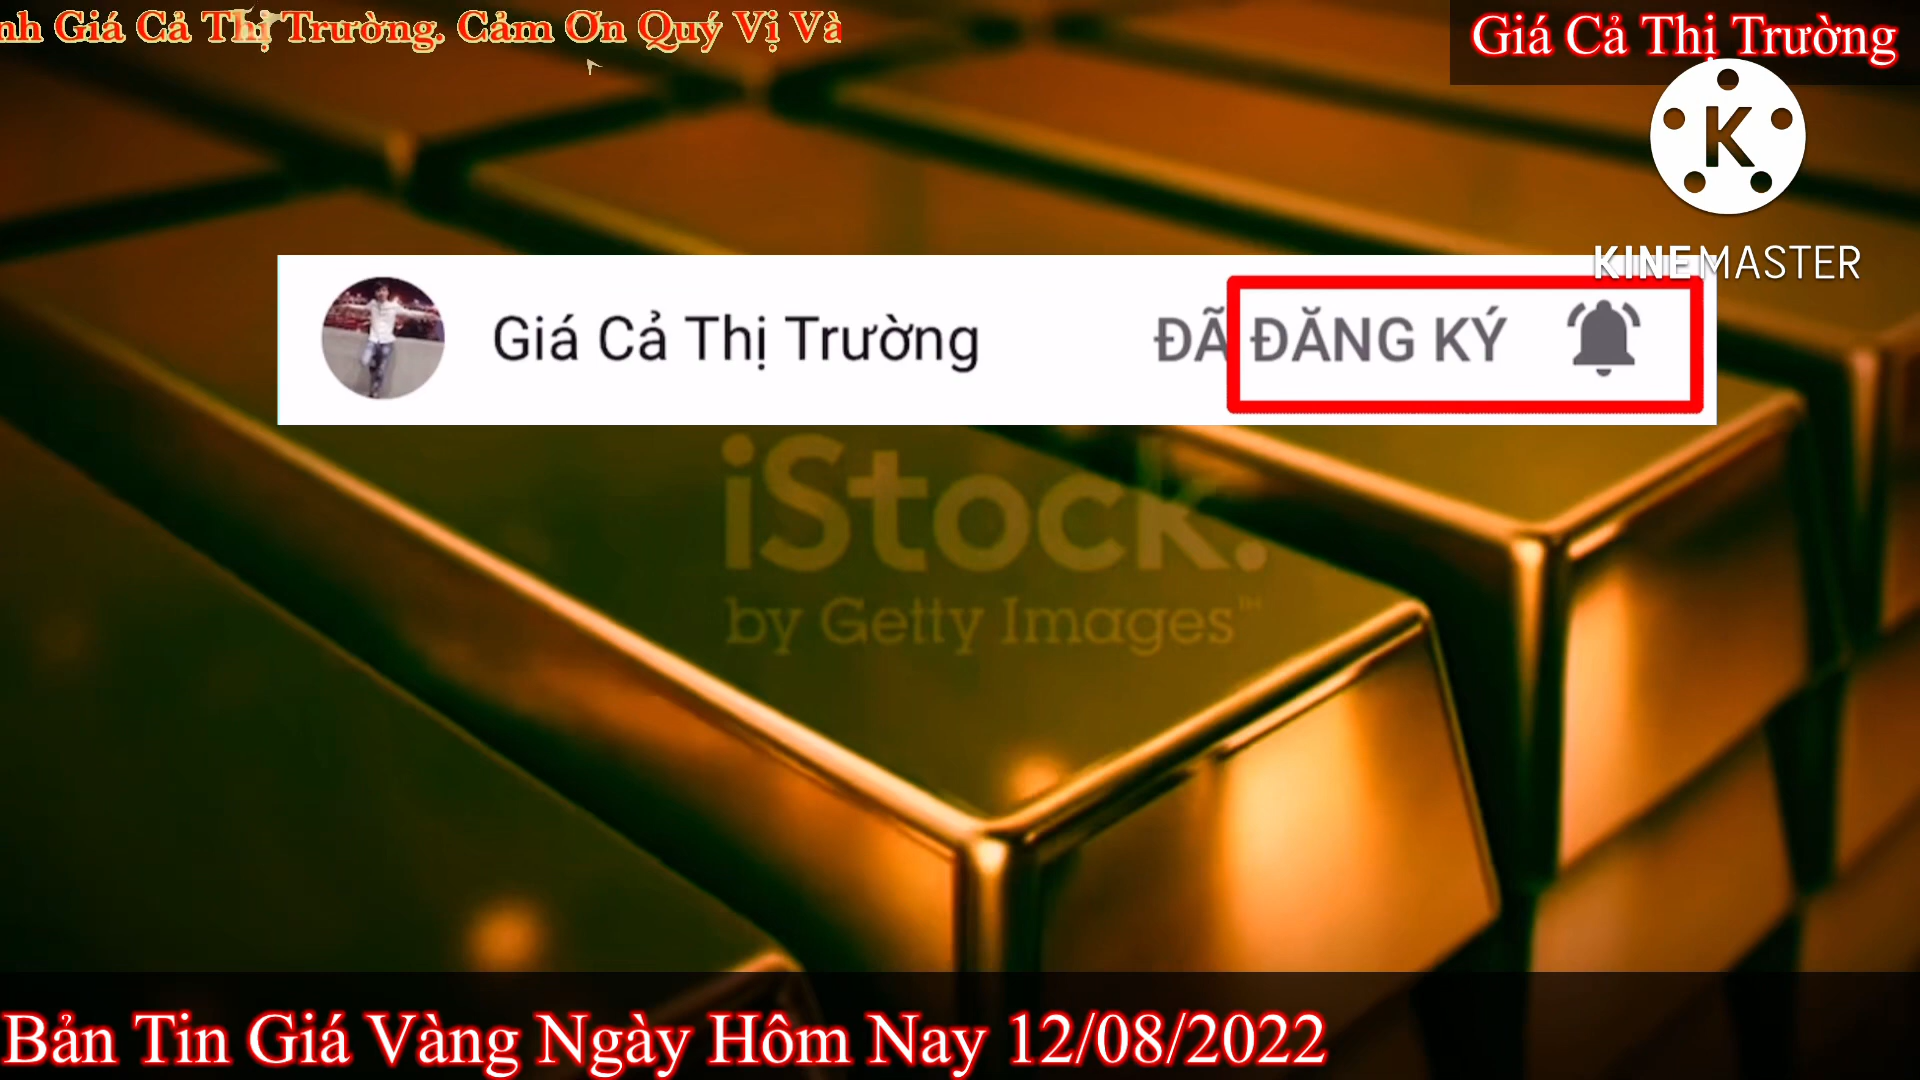 nh Giá Cả Thị Trường. Cảm Ơn Quý Vị Và
Giá Cả Thị Trường
K
KINEMASTER
Giá Cả Thị Trường
ĐÃ ĐĂNG KÝ
iStock.
by Getty Images™
Bản Tin Giá Vàng Ngày Hôm Nay 12/08/2022